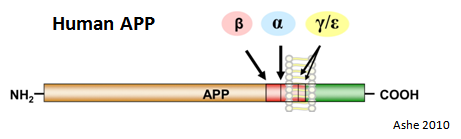 Human APP
β α γ/ε
NH₂- APP - COOH
Ashe 2010